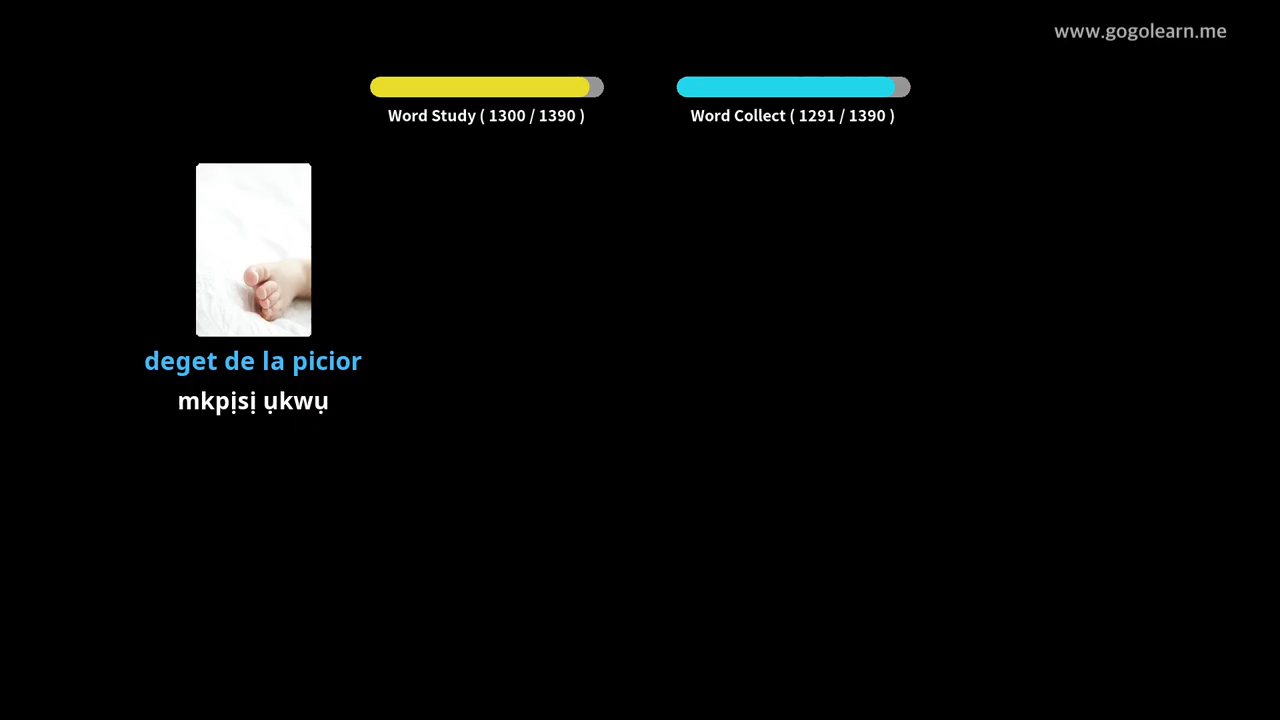 www.gogolearn.me
Word Study ( 1300 / 1390 )
Word Collect ( 1291 / 1390 )
deget de la picior
mkpịsị ụkwụ